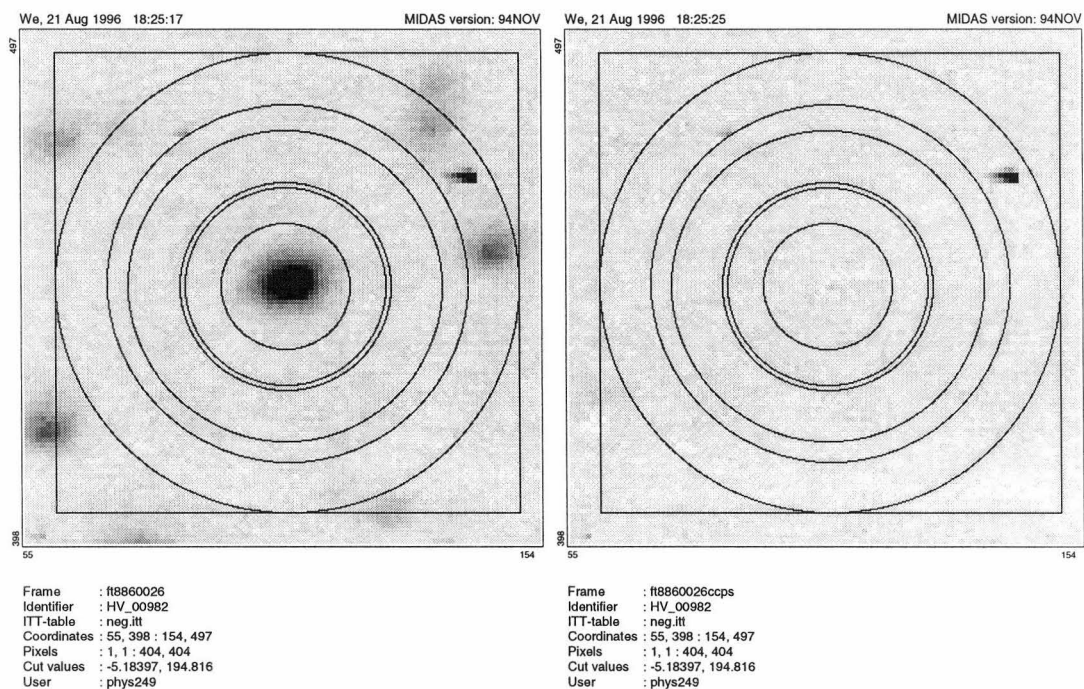 We, 21 Aug 1996 18:25:17 MIDAS version: 94NOV
497
398
55 154
Frame : ft8860026
Identifier : HV_00982
ITT-table : neg.itt
Coordinates : 55, 398 : 154, 497
Pixels : 1, 1 : 404, 404
Cut values : -5.18397, 194.816
User : phys249
We, 21 Aug 1996 18:25:25 MIDAS version: 94NOV
497
398
55 154
Frame : ft8860026ccps
Identifier : HV_00982
ITT-table : neg.itt
Coordinates : 55, 398 : 154, 497
Pixels : 1, 1 : 404, 404
Cut values : -5.18397, 194.816
User : phys249